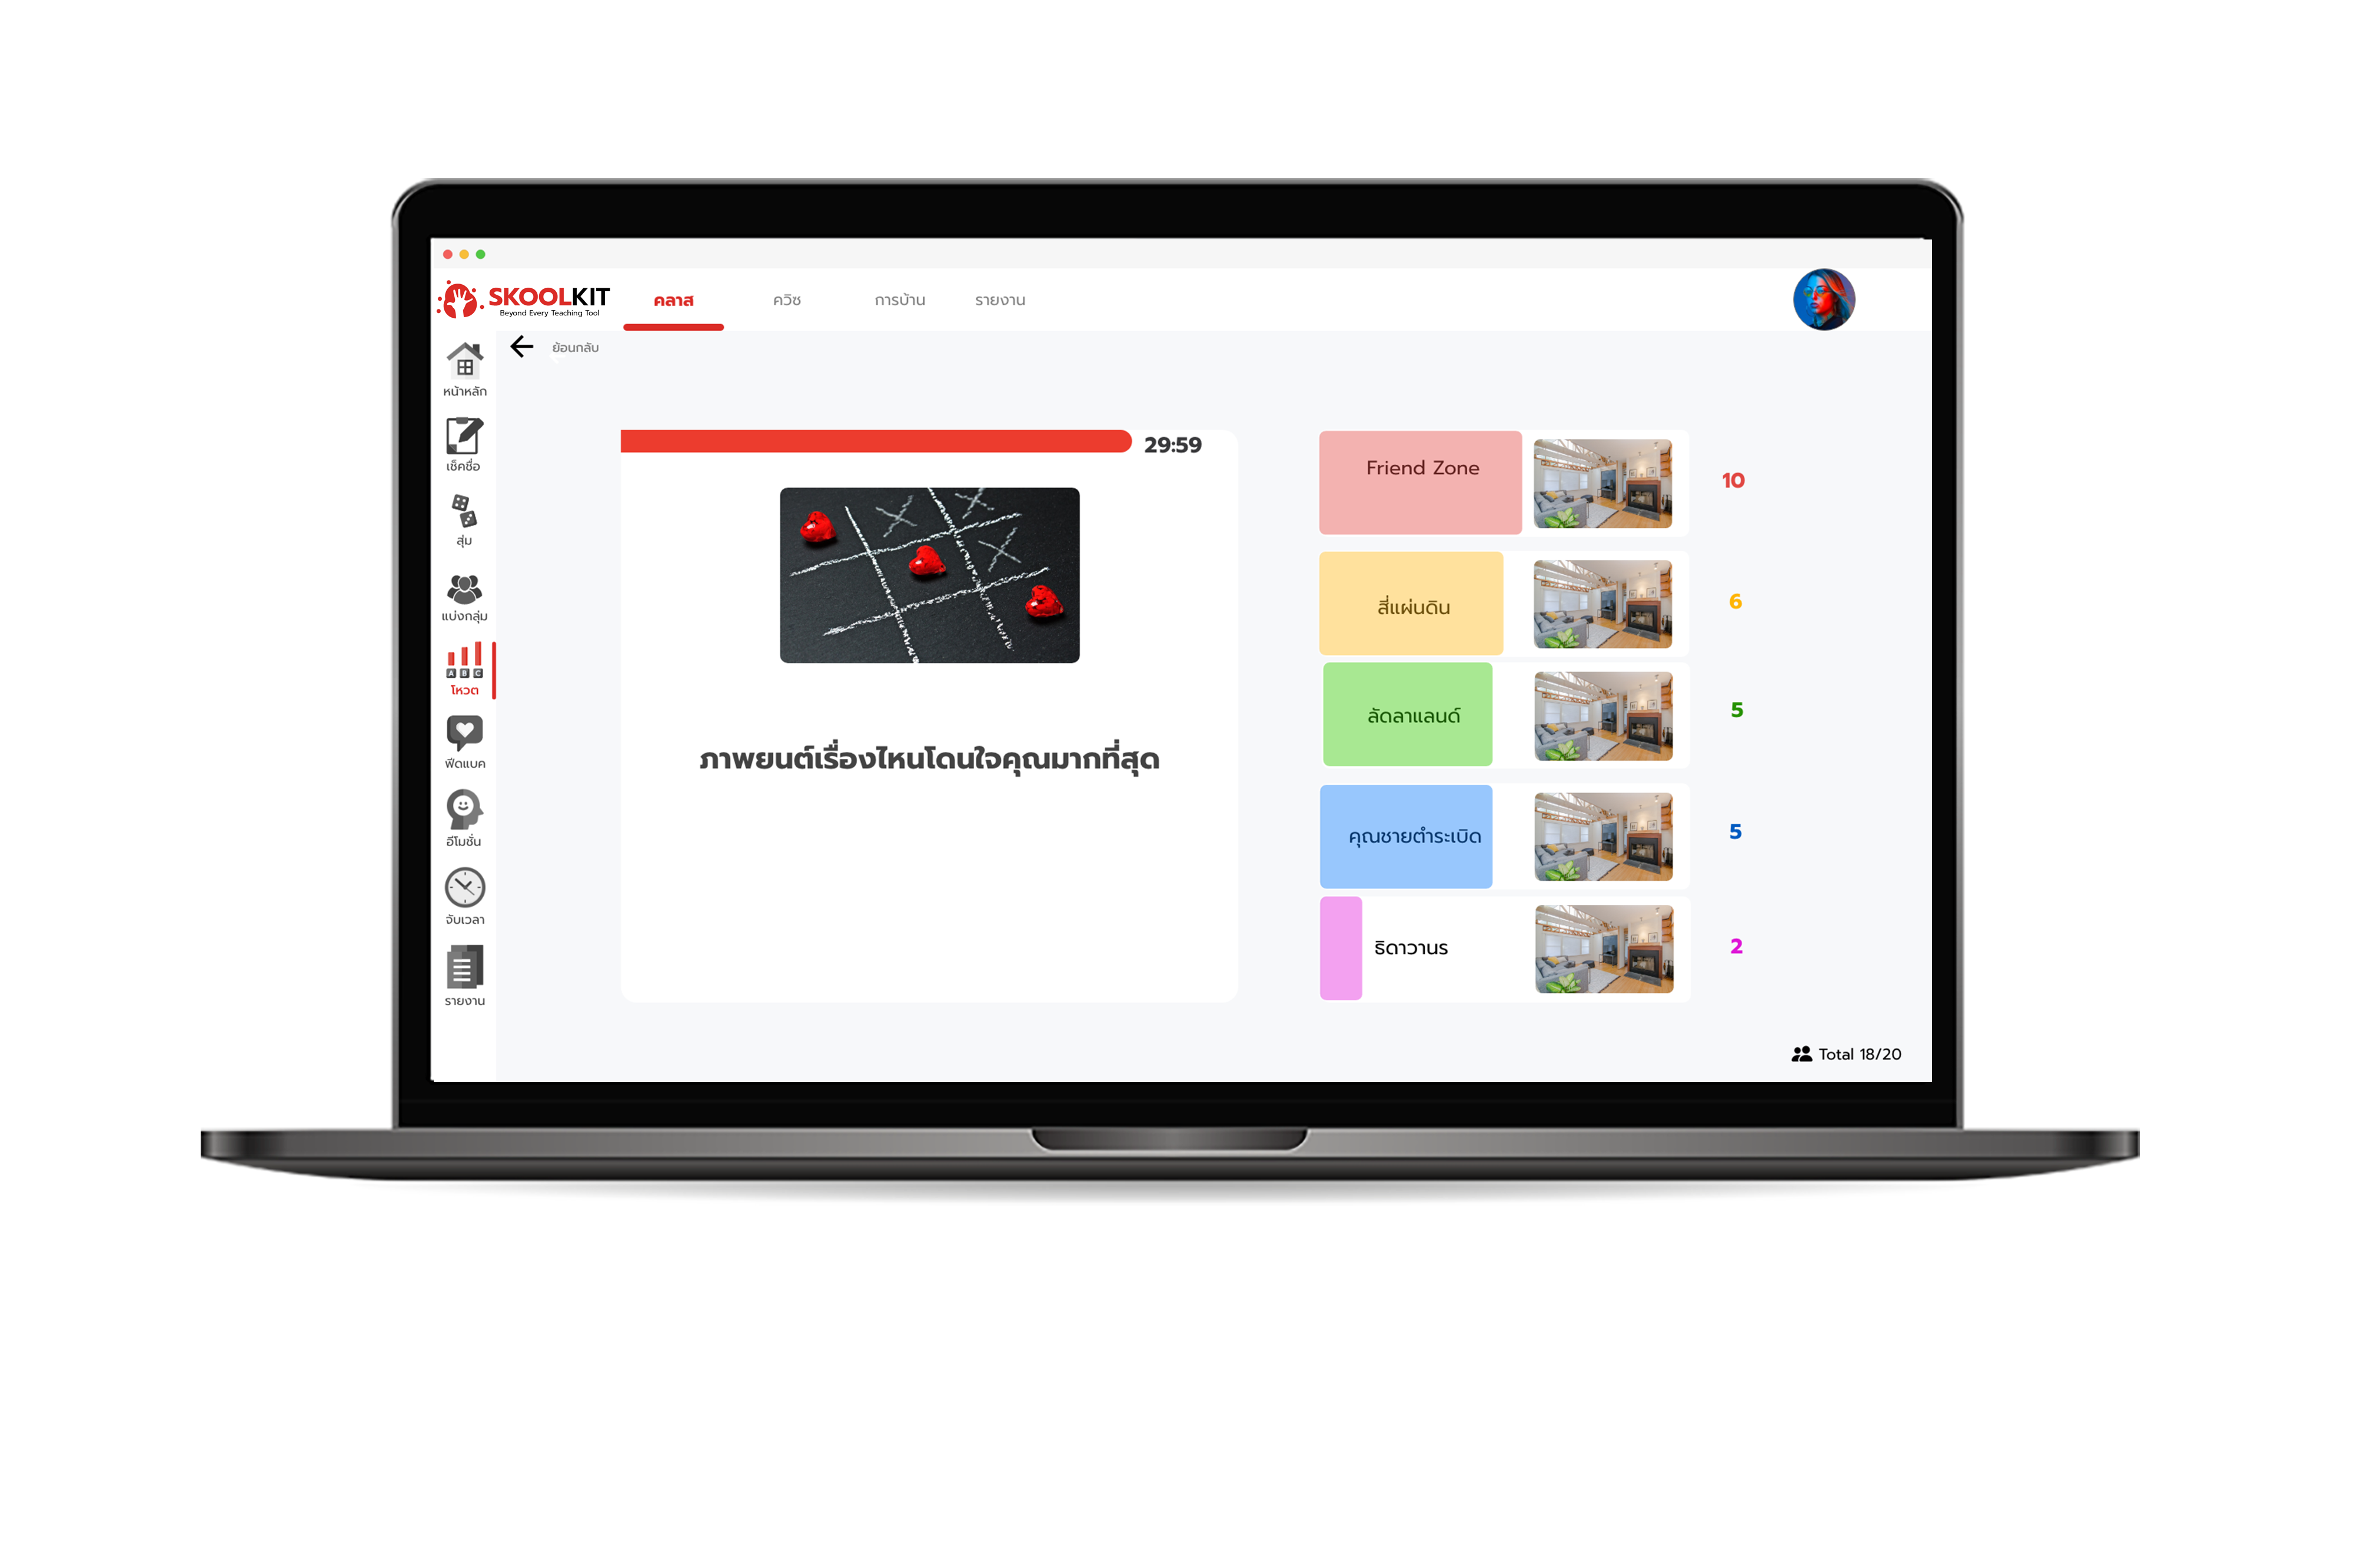 SKOOLKIT
Beyond Every Teaching Tool
คลาส
ควิซ
การบ้าน
รายงาน
ย้อนกลับ
หน้าหลัก
เช็คชื่อ
สุ่ม
แบ่งกลุ่ม
A B C
โหวต
ฟีดแบค
อีโมชั่น
จับเวลา
รายงาน
29:59
ภาพยนต์เรื่องไหนโดนใจคุณมากที่สุด
Friend Zone
10
สี่แผ่นดิน
6
ลัดลาแลนด์
5
คุณชายตำระเบิด
5
ธิดาวานร
2
Total 18/20